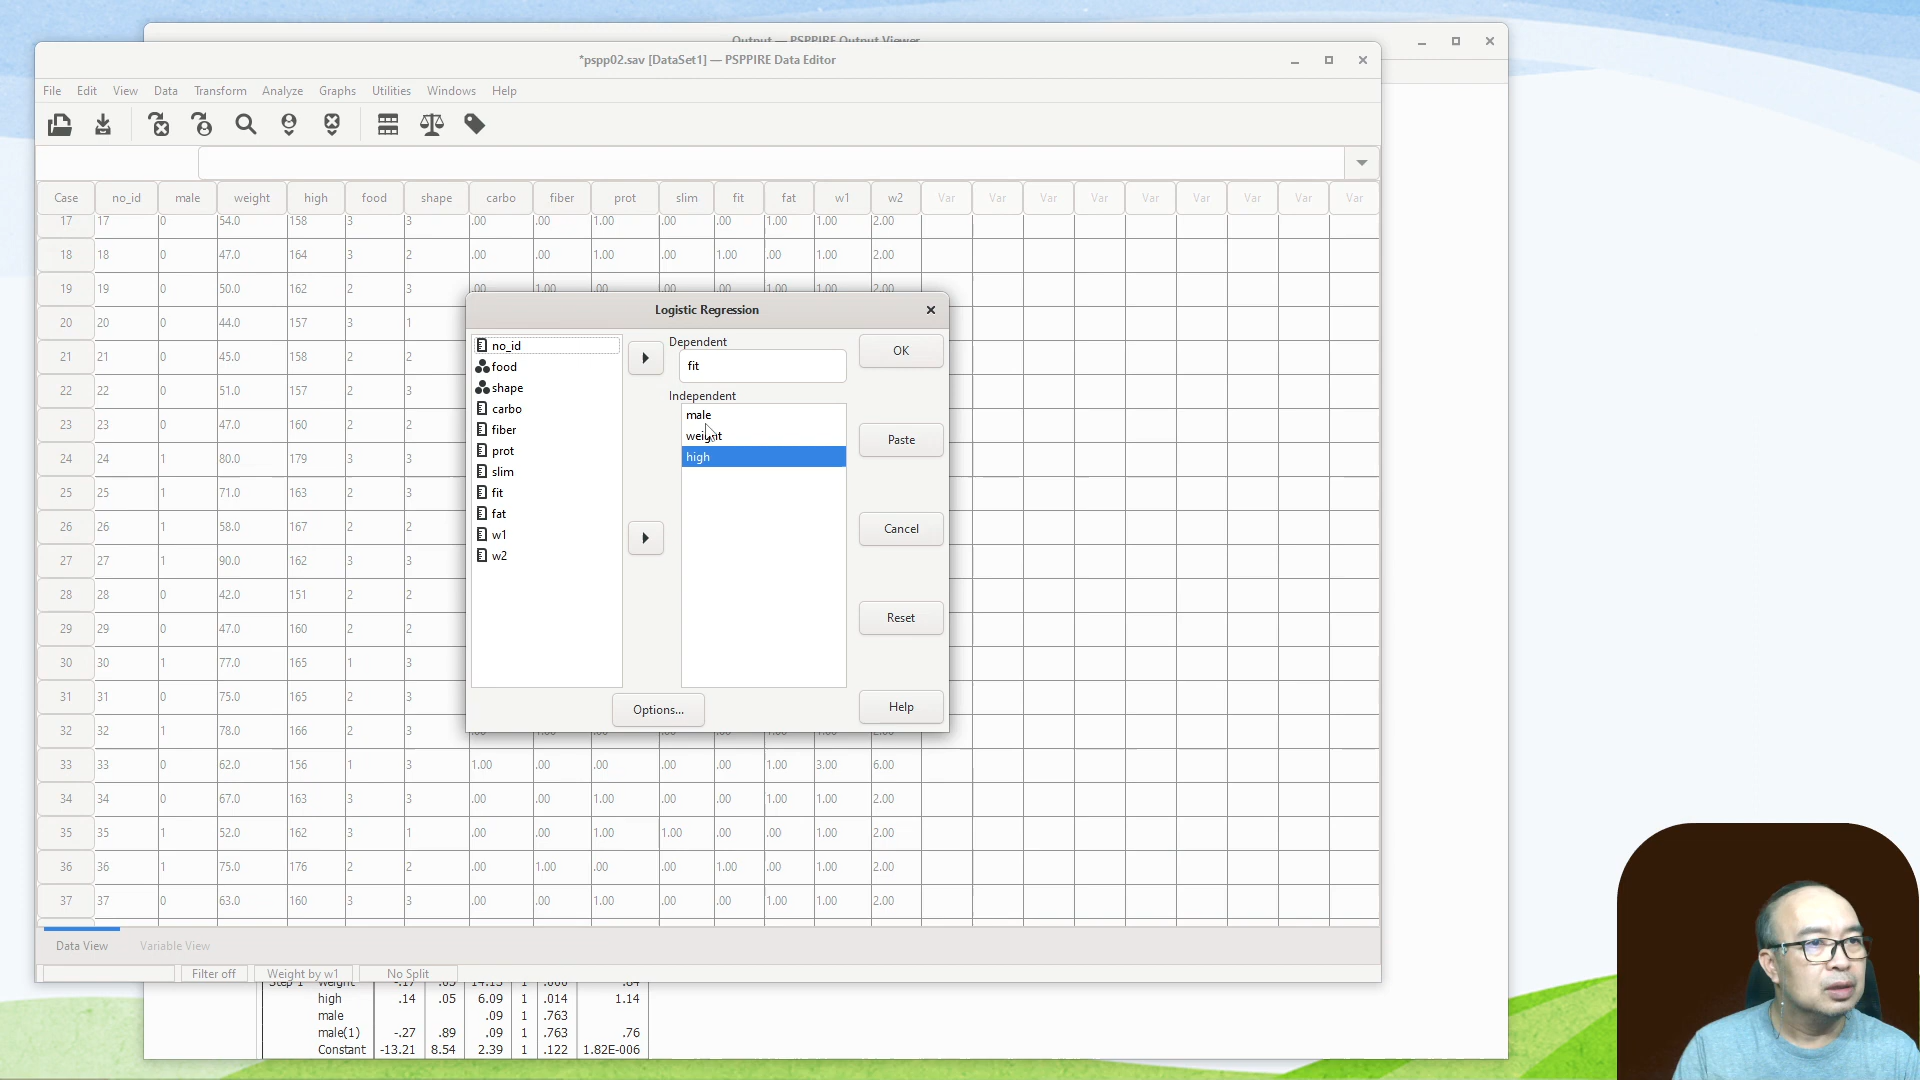 Output — PSPPIRE Output Viewer
*pspp02.sav [DataSet1] — PSPPIRE Data Editor
File Edit View Data Transform Analyze Graphs Utilities Windows Help
Case no_id male weight high food shape carbo fiber prot slim fit fat w1 w2 Var Var Var Var Var Var Var Var Var
17 17 0 54.0 158 3 3 .00 .00 1.00 .00 .00 1.00 1.00 2.00
18 18 0 47.0 164 3 2 .00 .00 1.00 .00 1.00 .00 1.00 2.00
19 19 0 50.0 162 2 3 .00 1.00 .00 .00 .00 1.00 1.00 2.00
20 20 0 44.0 157 3 1
21 21 0 45.0 158 2 2
22 22 0 51.0 157 2 3
23 23 0 47.0 160 2 2
24 24 1 80.0 179 3 3
25 25 1 71.0 163 2 3
26 26 1 58.0 167 2 2
27 27 1 90.0 162 3 3
28 28 0 42.0 151 2 2
29 29 0 47.0 160 2 2
30 30 1 77.0 165 1 3
31 31 0 75.0 165 2 3
32 32 1 78.0 166 2 3
33 33 0 62.0 156 1 3 1.00 .00 .00 .00 .00 1.00 3.00 6.00
34 34 0 67.0 163 3 3 .00 .00 1.00 .00 .00 1.00 1.00 2.00
35 35 1 52.0 162 3 1 .00 .00 1.00 1.00 .00 .00 1.00 2.00
36 36 1 75.0 176 2 2 .00 1.00 .00 .00 1.00 .00 1.00 2.00
37 37 0 63.0 160 3 3 .00 .00 1.00 .00 .00 1.00 1.00 2.00
Logistic Regression
no_id
food
shape
carbo
fiber
prot
slim
fit
fat
w1
w2
Dependent
fit
Independent
male
weight
high
OK
Paste
Cancel
Reset
Help
Options...
Data View Variable View
Filter off Weight by w1 No Split
Step 1 weight
high .14 .05 6.09 1 .014 1.14
male .09 1 .763
male(1) -.27 .89 .09 1 .763 .76
Constant -13.21 8.54 2.39 1 .122 1.82E-006